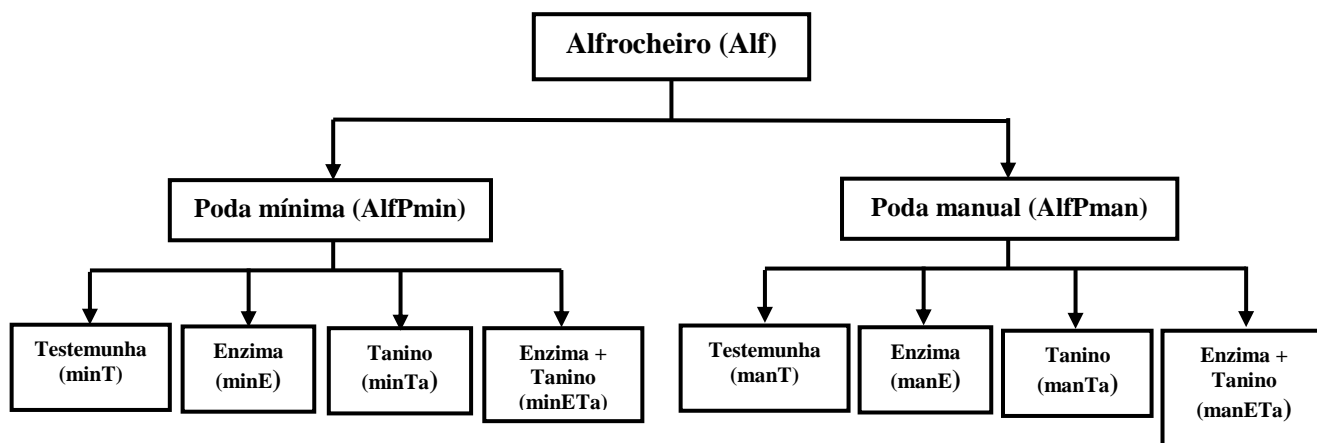 Alfrocheiro (Alf)
Poda mínima (AlfPmin)
Poda manual (AlfPman)
Testemunha
(minT)
Enzima
(minE)
Tanino
(minTa)
Enzima +
Tanino
(minETa)
Testemunha
(manT)
Enzima
(manE)
Tanino
(manTa)
Enzima +
Tanino
(manETa)